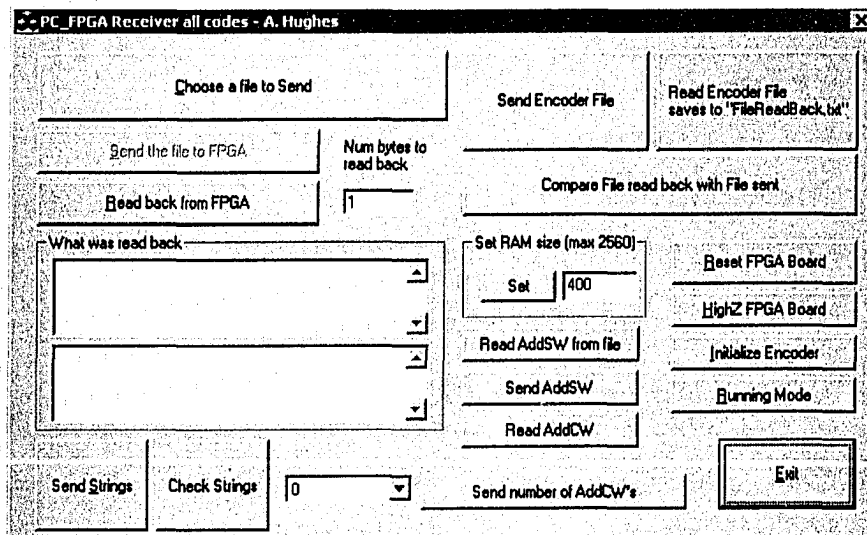 PC_FPGA Receiver all codes - A. Hughes
Choose a file to Send
Send Encoder File
Read Encoder File
saves to "FileReadBack.txt"
Send the file to FPGA
Num bytes to
read back
Read back from FPGA
1
Compare File read back with File sent
What was read back
Set RAM size (max 2560)
Set
400
Reset FPGA Board
HighZ FPGA Board
Read AddSW from file
Initialize Encoder
Send AddSW
Running Mode
Read AddCW
Send Strings
Check Strings
0
Send number of AddCW"s
Exit